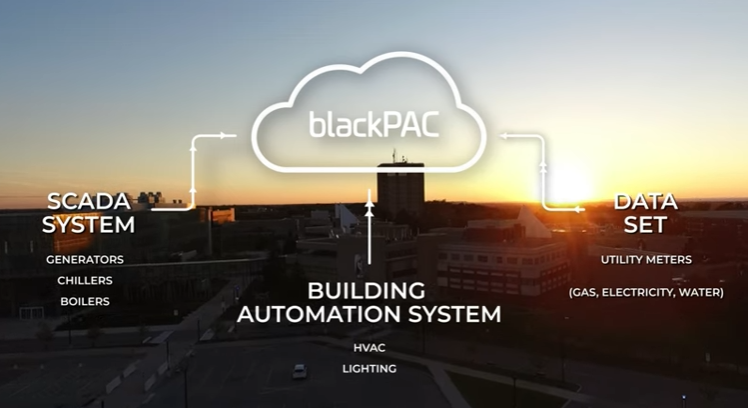 blackPAC
SCADA
SYSTEM
GENERATORS
CHILLERS
BOILERS
BUILDING
AUTOMATION SYSTEM
HVAC
LIGHTING
DATA
SET
UTILITY METERS
(GAS, ELECTRICITY, WATER)